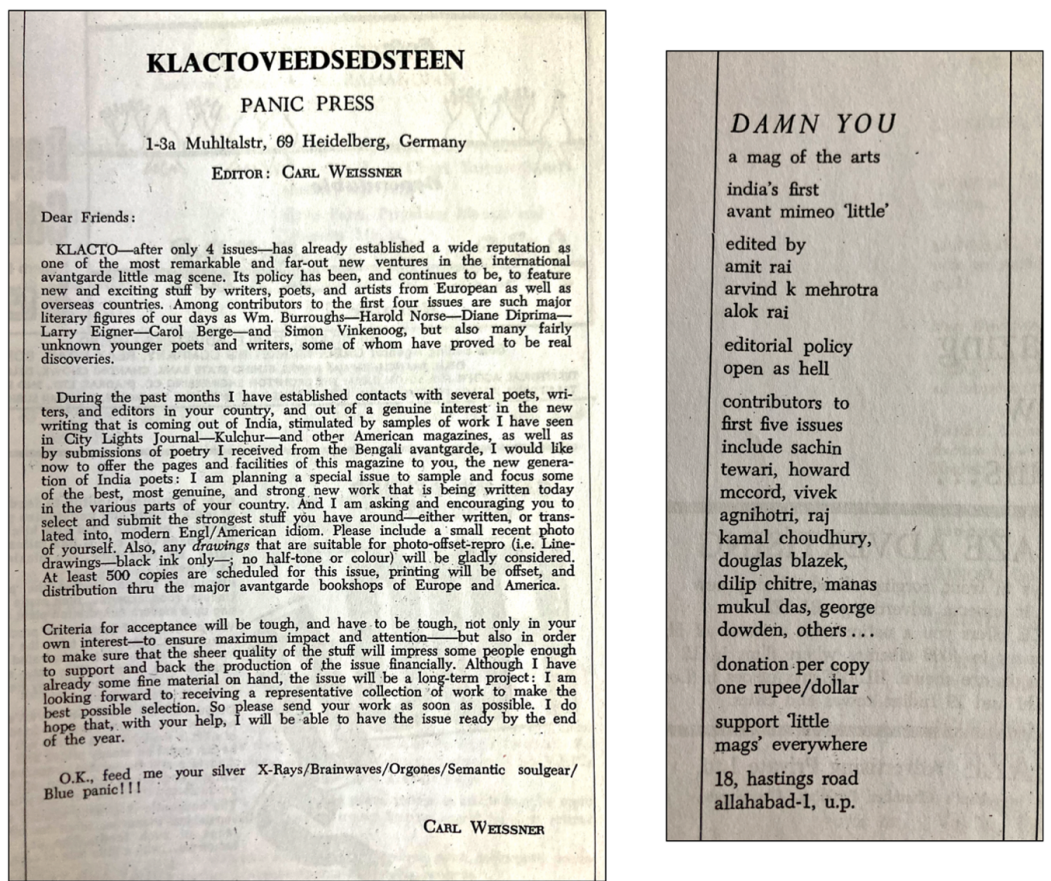 KLACTOVEEDSEDSTEEN
PANIC PRESS
1-3a Muhltalstr, 69 Heidelberg, Germany
EDITOR: CARL WEISSNER
Dear Friends:
KLACTO—after only 4 issues—has already established a wide reputation as
one of the most remarkable and far-out new ventures in the international
avantgarde little mag scene. Its policy has been, and continues to be, to feature
new and exciting stuff by writers, poets, and artists from European as well as
overseas countries. Among contributors to the first four issues are such major
literary figures of our days as Wm. Burroughs—Harold Norse—Diane Diprima—
Larry Eigner—Carol Berge—and Simon Vinkenoog, but also many fairly
unknown younger poets and writers, some of whom have proved to be real
discoveries.
During the past months I have established contacts with several poets, wri-
ters, and editors in your country, and out of a genuine interest in the new
writing that is coming out of India, stimulated by samples of work I have seen
in City Lights Journal—Kulchur—and other American magazines, as well as
by submissions of poetry I received from the Bengali avantgarde, I would like
now to offer the pages and facilities of this magazine to you, the new genera-
tion of India poets: I am planning a special issue to sample and focus some
of the best, most genuine, and strong new work that is being written today
in the various parts of your country. And I am asking and encouraging you to
select and submit the strongest stuff you have around—either written, or trans-
lated into, modern Engl/American idiom. Please include a small recent photo
of yourself. Also, any drawings that are suitable for photo-offset-repro (i.e. Line-
drawings—black ink only—; no half-tone or colour) will be gladly considered.
At least 500 copies are scheduled for this issue, printing will be offset, and
distribution thru the major avantgarde bookshops of Europe and America.
Criteria for acceptance will be tough, and have to be tough, not only in your
own interest—to ensure maximum impact and attention——but also in order
to make sure that the sheer quality of the stuff will impress some people enough
to support and back the production of the issue financially. Although I have
already some fine material on hand, the issue will be a long-term project: I am
looking forward to receiving a representative collection of work to make the
best possible selection. So please send your work as soon as possible. I do
hope that, with your help, I will be able to have the issue ready by the end
of the year.
O.K., feed me your silver X-Rays/Brainwaves/Orgones/Semantic soulgear/
Blue panic!!!
CARL WEISSNER
DAMN YOU
a mag of the arts
india's first
avant mimeo 'little'
edited by
amit rai
arvind k mehrotra
alok rai
editorial policy
open as hell
contributors to
first five issues
include sachin
tewari, howard
mccord, vivek
agnihotri, raj
kamal choudhury,
douglas blazek,
dilip chitre, manas
mukul das, george
dowden, others...
donation per copy
one rupee/dollar
support 'little
mags' everywhere
18, hastings road
allahabad-1, u.p.